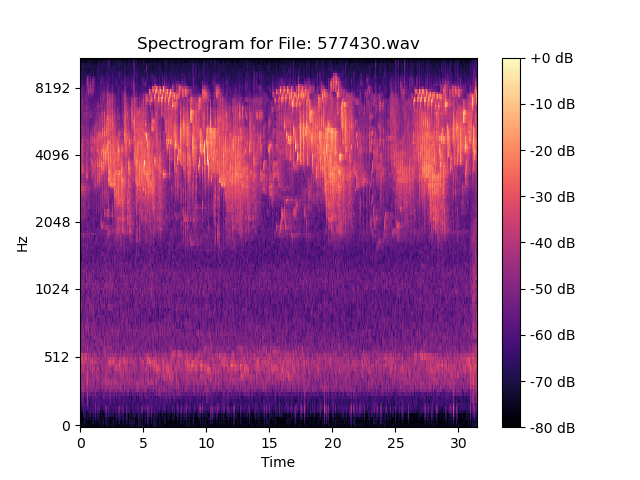 Spectrogram for File: 577430.wav
8192
4096
2048
1024
512
0
Hz
0 5 10 15 20 25 30
Time
+0 dB
-10 dB
-20 dB
-30 dB
-40 dB
-50 dB
-60 dB
-70 dB
-80 dB